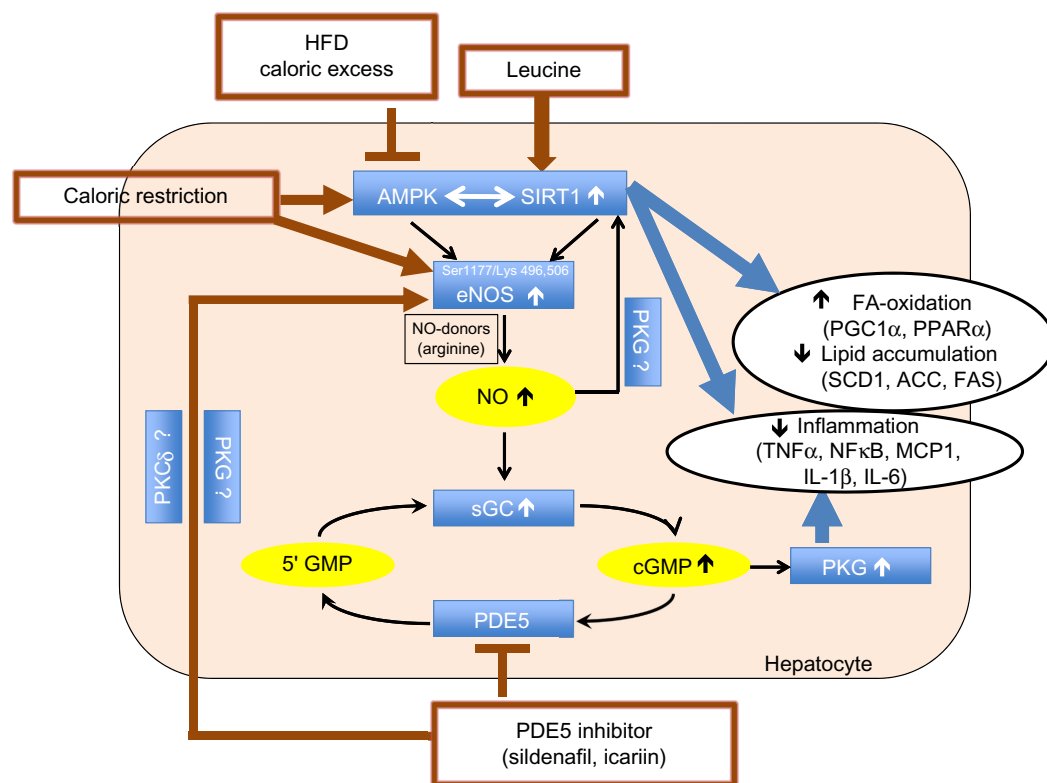 HFD
caloric excess
Leucine
Caloric restriction
AMPK
SIRT1
Ser1177/Lys 496,506
eNOS
NO-donors
(arginine)
PKG ?
NO
FA-oxidation
(PGC1α, PPARα)
Lipid accumulation
(SCD1, ACC, FAS)
Inflammation
(TNFα, NFκB, MCP1,
IL-1β, IL-6)
PKCδ ?
PKG ?
sGC
5' GMP
cGMP
PKG
PDE5
Hepatocyte
PDE5 inhibitor
(sildenafil, icariin)